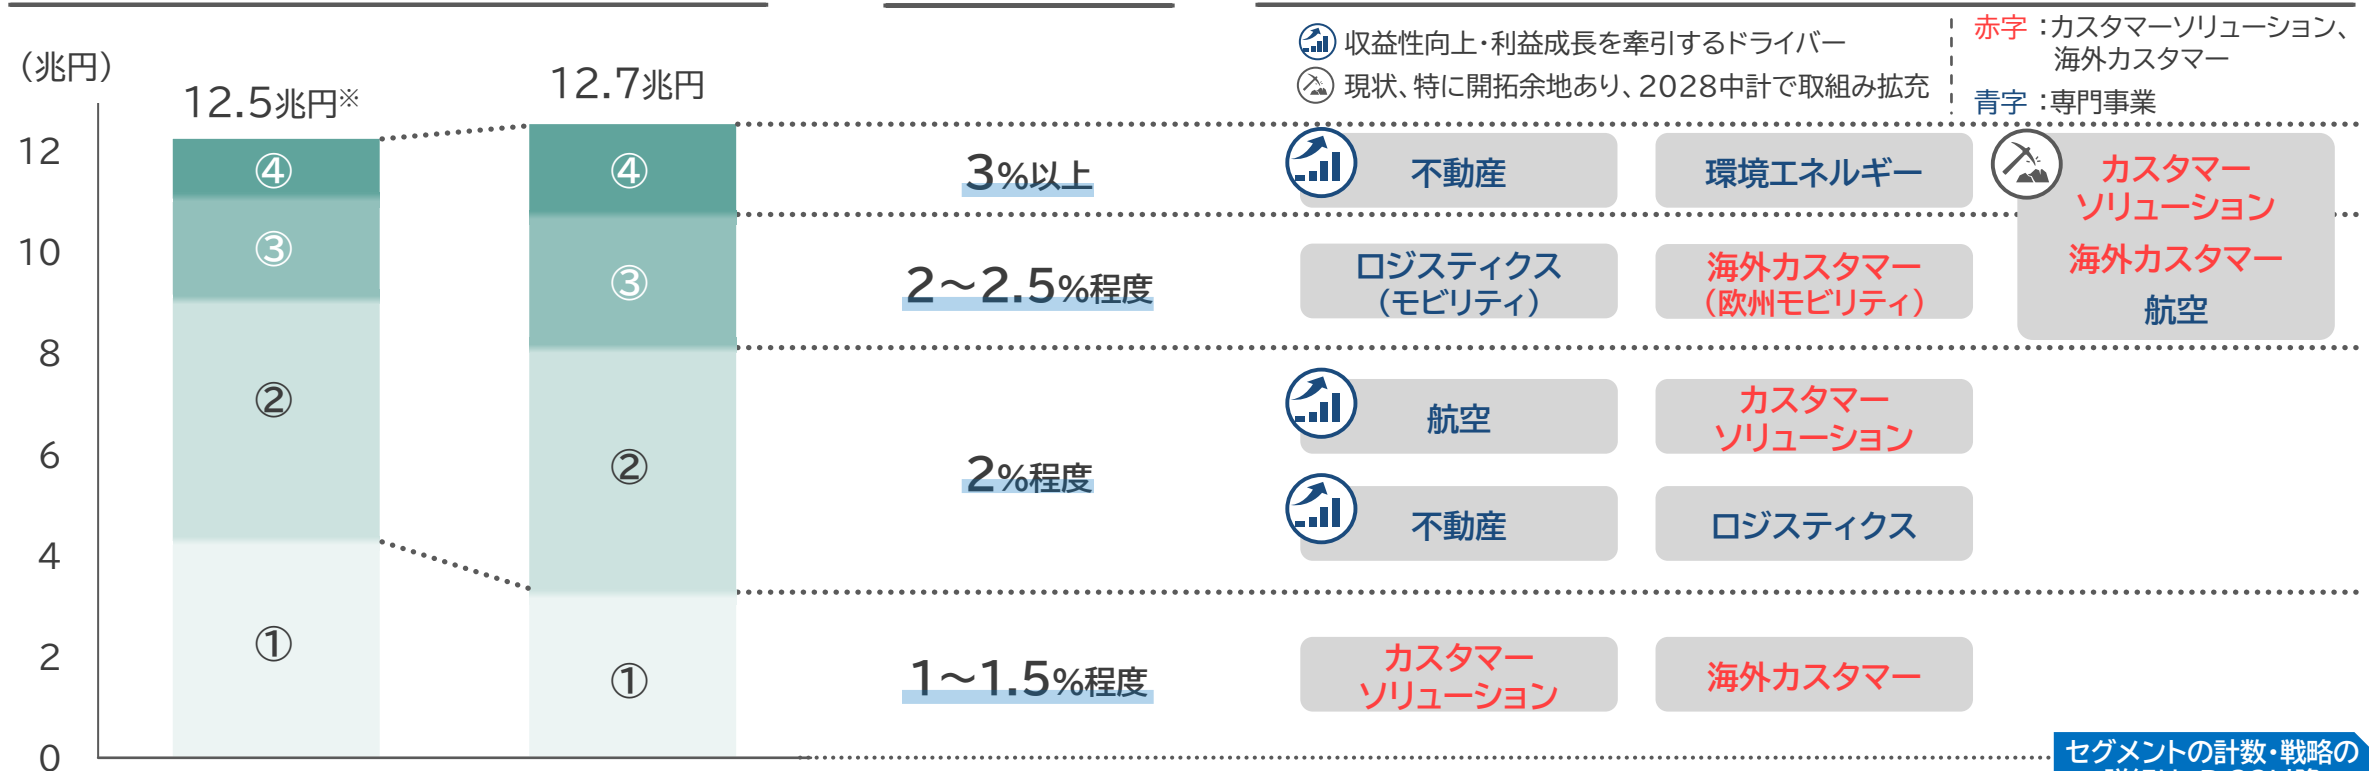 収益性向上・利益成長を牽引するドライバー
現状、特に開拓余地あり、2028中計で取組み拡充
赤字：カスタマーソリューション、
海外カスタマー
青字：専門事業
（兆円）
12.5兆円※
12.7兆円
12
10
8
6
4
2
0
④
③
②
①
④
③
②
①
3%以上
不動産
環境エネルギー
カスタマー
ソリューション
海外カスタマー
航空
2～2.5%程度
ロジスティクス
（モビリティ）
海外カスタマー
（欧州モビリティ）
2%程度
航空
カスタマー
ソリューション
不動産
ロジスティクス
1～1.5%程度
カスタマー
ソリューション
海外カスタマー
セグメントの計数・戦略の